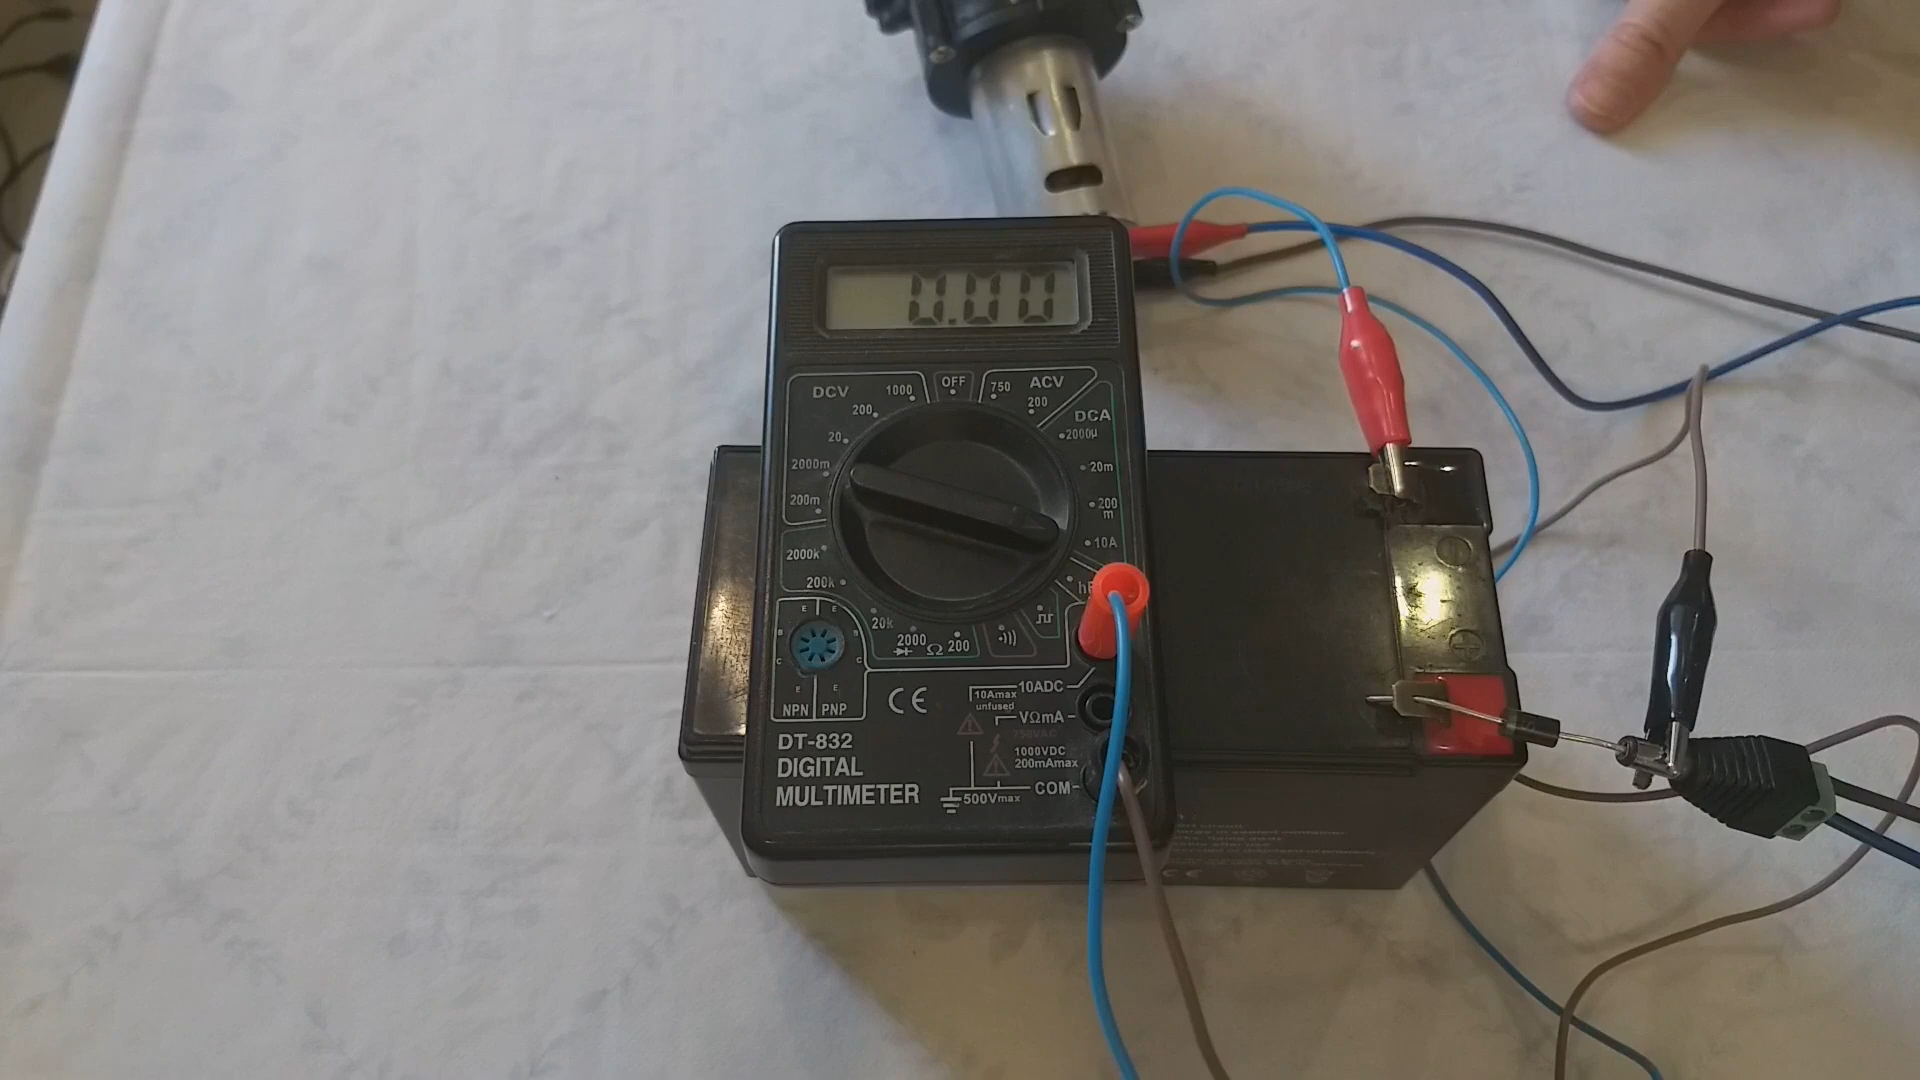 0.00
DCV 1000 OFF 750 ACV
200 200
DCA
20 2000µ
2000m 20m
200m 200
m
2000k 10A
200k
20k 2000 Ω 200
E E
B B
C C
E E
NPN PNP
CE
10Amax 10ADC
unfused
VΩmA
DT-832
DIGITAL
MULTIMETER
1000VDC
200mAmax
COM
500Vmax
CE